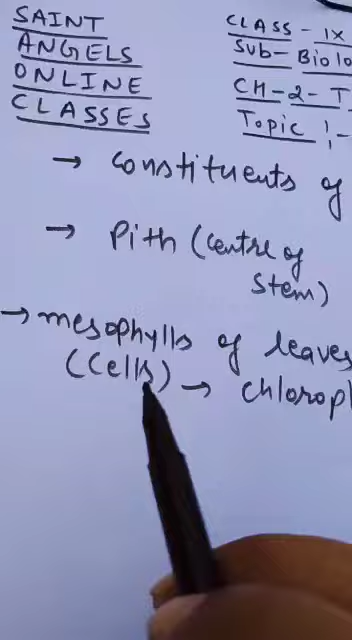 SAINT
ANGELS
ONLINE
CLASSES
CLASS - IX
Sub- Biolo
CH-2- T
Topic :-
→ Constituents of
→ Pith (Centre of
Stem)
→ mesophylls of leaves
(Cells) → chloroph